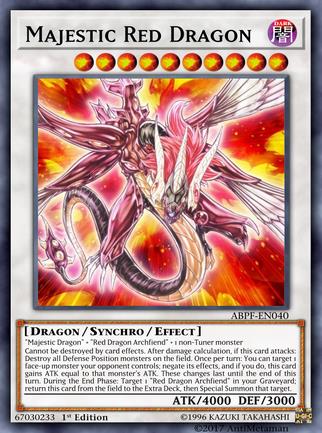 MAJESTIC RED DRAGON
DARK
闇
ABPF-EN040
[DRAGON / SYNCHRO / EFFECT]
"Majestic Dragon" + "Red Dragon Archfiend" + 1 non-Tuner monster
Cannot be destroyed by card effects. After damage calculation, if this card attacks:
Destroy all Defense Position monsters on the field. Once per turn: You can target 1
face-up monster your opponent controls; negate its effects, and if you do, this card
gains ATK equal to that monster's ATK. These changes last until the end of this
turn. During the End Phase: Target 1 "Red Dragon Archfiend" in your Graveyard;
return this card from the field to the Extra Deck, then Special Summon that target.
ATK/4000 DEF/3000
67030233 1st Edition ©1996 KAZUKI TAKAHASHI
©2017 AntiMetaman